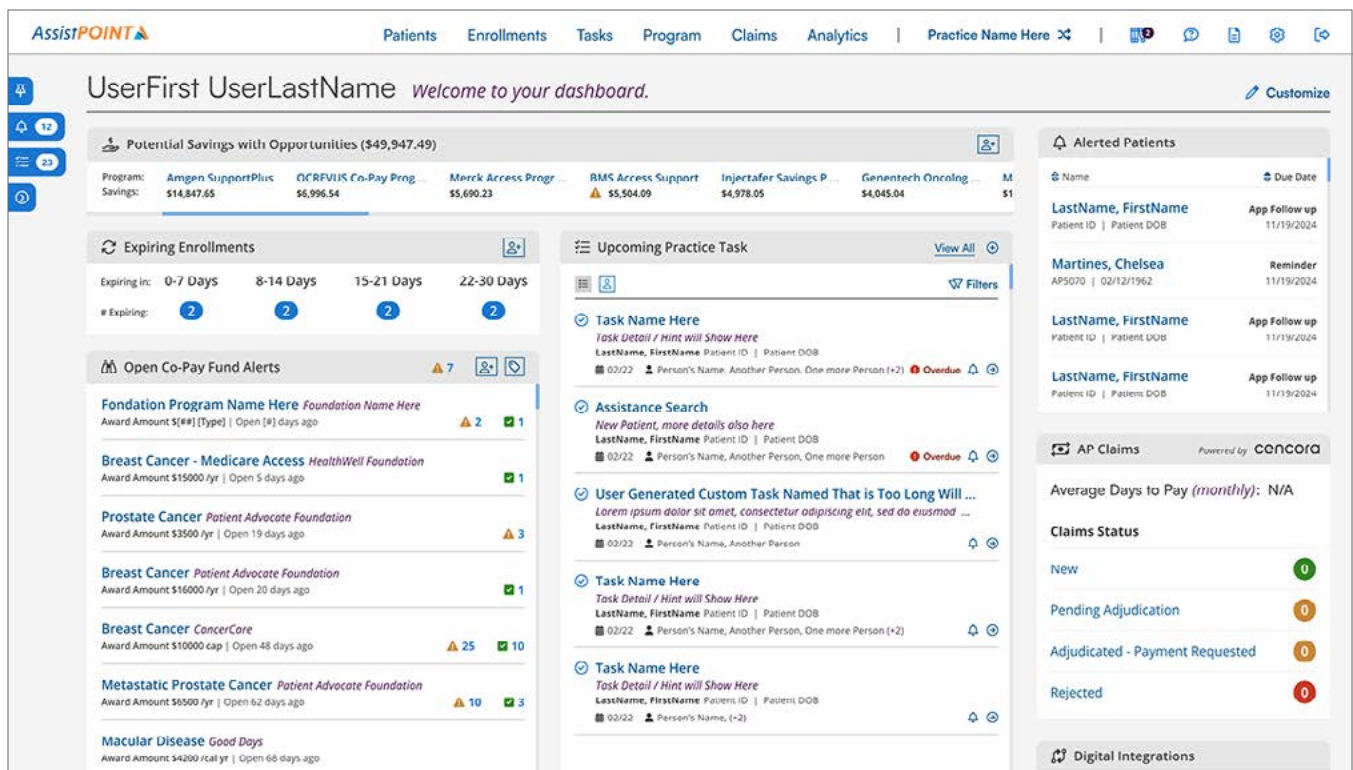 AssistPOINT
Patients Enrollments Tasks Program Claims Analytics | Practice Name Here | 2
UserFirst UserLastName Welcome to your dashboard.
Customize
12
23
Potential Savings with Opportunities ($49,947.49)
Program: Amgen SupportPlus OCREVUS Co-Pay Prog ... Merck Access Progr ... BMS Access Support Injectafer Savings P ... Genentech Oncolog ... M
Savings: $14,847.65 $6,996.54 $5,690.23 $5,504.09 $4,978.05 $4,045.04 $1
Expiring Enrollments
Expiring in: 0-7 Days 8-14 Days 15-21 Days 22-30 Days
# Expiring: 2 2 2 2
Open Co-Pay Fund Alerts 7
Fondation Program Name Here Foundation Name Here
Award Amount $[##] [Type] | Open [#] days ago 2 1
Breast Cancer - Medicare Access HealthWell Foundation
Award Amount $15000 /yr | Open 5 days ago 1
Prostate Cancer Patient Advocate Foundation
Award Amount $3500 /yr | Open 19 days ago 3
Breast Cancer Patient Advocate Foundation
Award Amount $16000 /yr | Open 20 days ago 1
Breast Cancer CancerCare
Award Amount $10000 cap | Open 48 days ago 25 10
Metastatic Prostate Cancer Patient Advocate Foundation
Award Amount $6500 /yr | Open 62 days ago 10 3
Macular Disease Good Days
Award Amount $4200 /cal yr | Open 68 days ago
Upcoming Practice Task View All
Filters
Task Name Here
Task Detail / Hint will Show Here
LastName, FirstName Patient ID | Patient DOB
02/22 Person's Name, Another Person, One more Person (+2) Overdue
Assistance Search
New Patient, more details also here
LastName, FirstName Patient ID | Patient DOB
02/22 Person's Name, Another Person, One more Person Overdue
User Generated Custom Task Named That is Too Long Will ...
Lorem ipsum dolor sit amet, consectetur adipiscing elit, sed do eiusmod ...
LastName, FirstName Patient ID | Patient DOB
02/22 Person's Name, Another Person
Task Name Here
Task Detail / Hint will Show Here
LastName, FirstName Patient ID | Patient DOB
02/22 Person's Name, Another Person, One more Person (+2)
Task Name Here
Task Detail / Hint will Show Here
LastName, FirstName Patient ID | Patient DOB
02/22 Person's Name, (+2)
Alerted Patients
Name Due Date
LastName, FirstName App Follow up
Patient ID | Patient DOB 11/19/2024
Martines, Chelsea Reminder
AP5070 | 02/12/1962 11/19/2024
LastName, FirstName App Follow up
Patient ID | Patient DOB 11/19/2024
LastName, FirstName App Follow up
Patient ID | Patient DOB 11/19/2024
AP Claims Powered by cencora
Average Days to Pay (monthly): N/A
Claims Status
New 0
Pending Adjudication 0
Adjudicated - Payment Requested 0
Rejected 0
Digital Integrations